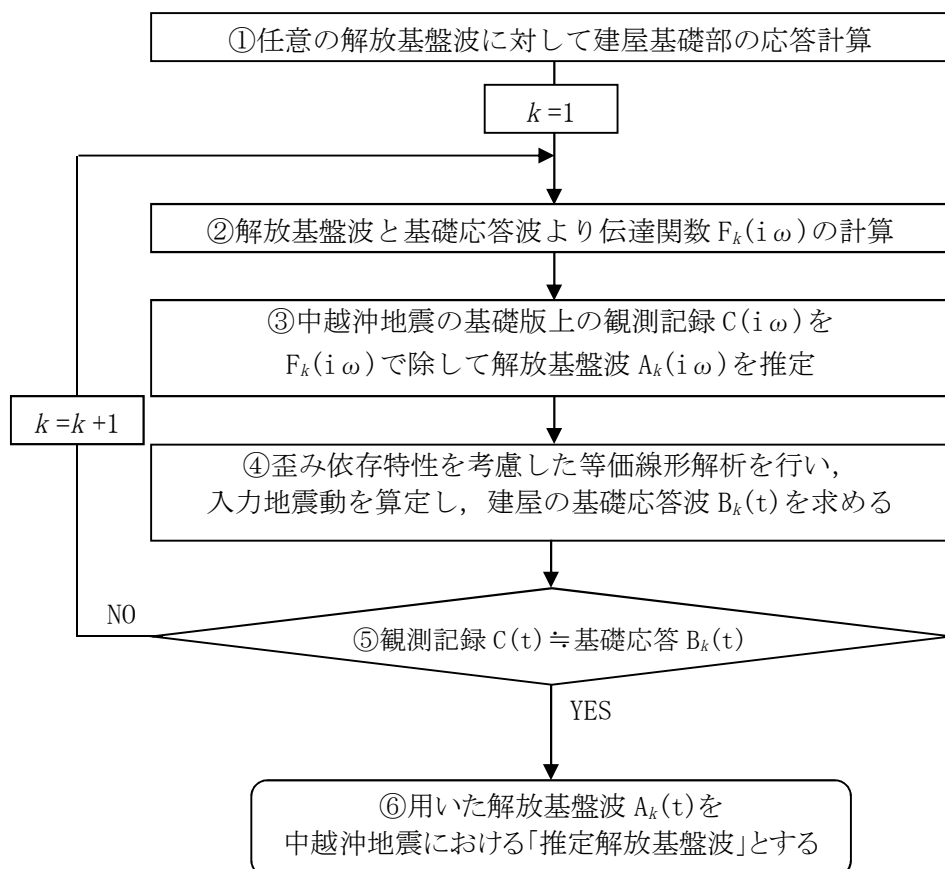 ①任意の解放基盤波に対して建屋基礎部の応答計算
k=1
②解放基盤波と基礎応答波より伝達関数 Fk(iω)の計算
③中越沖地震の基礎版上の観測記録 C(iω)を
Fk(iω)で除して解放基盤波 Ak(iω)を推定
k=k+1
④歪み依存特性を考慮した等価線形解析を行い，
入力地震動を算定し，建屋の基礎応答波 Bk(t)を求める
NO
⑤観測記録 C(t)≒基礎応答 Bk(t)
YES
⑥用いた解放基盤波 Ak(t)を
中越沖地震における「推定解放基盤波」とする